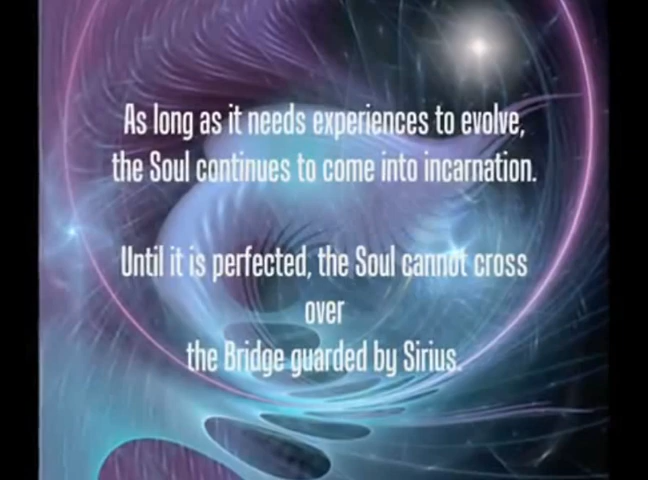 As long as it needs experiences to evolve,
the Soul continues to come into incarnation.
Until it is perfected, the Soul cannot cross
over
the Bridge guarded by Sirius.